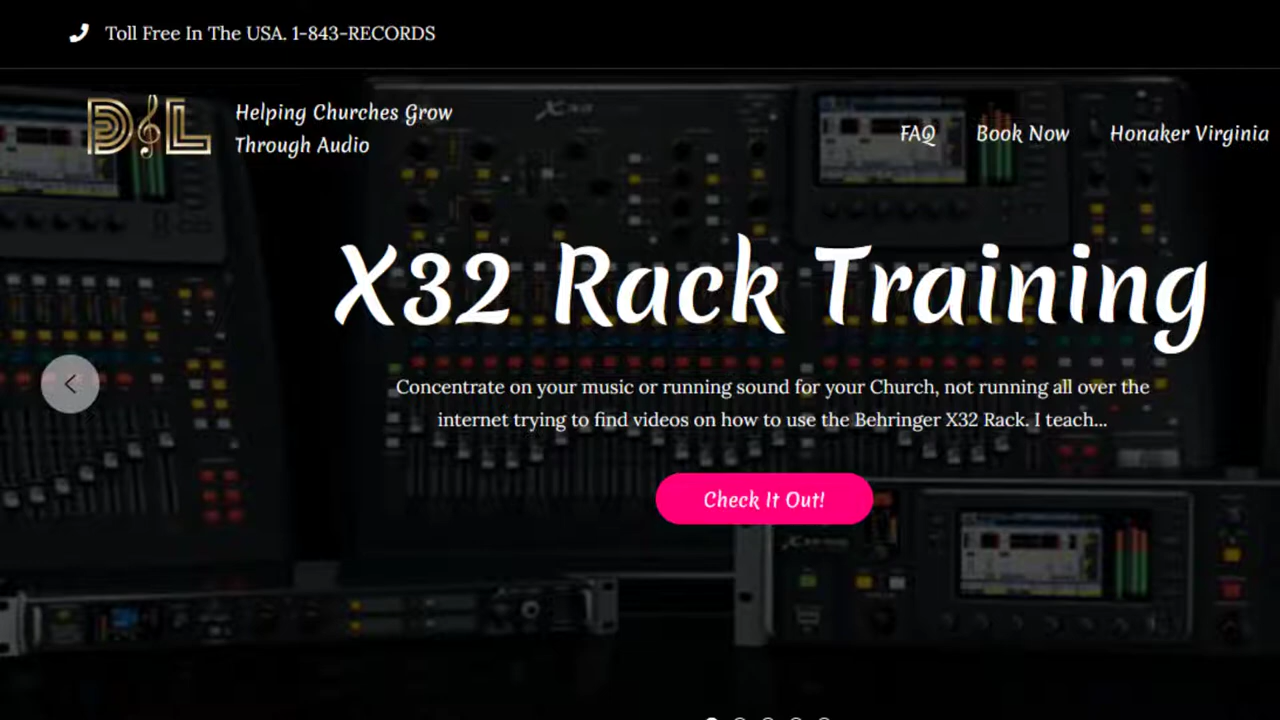 Toll Free In The USA. 1-843-RECORDS
D L
Helping Churches Grow
Through Audio
FAQ Book Now Honaker Virginia
X32 Rack Training
Concentrate on your music or running sound for your Church, not running all over the
internet trying to find videos on how to use the Behringer X32 Rack. I teach...
Check It Out!